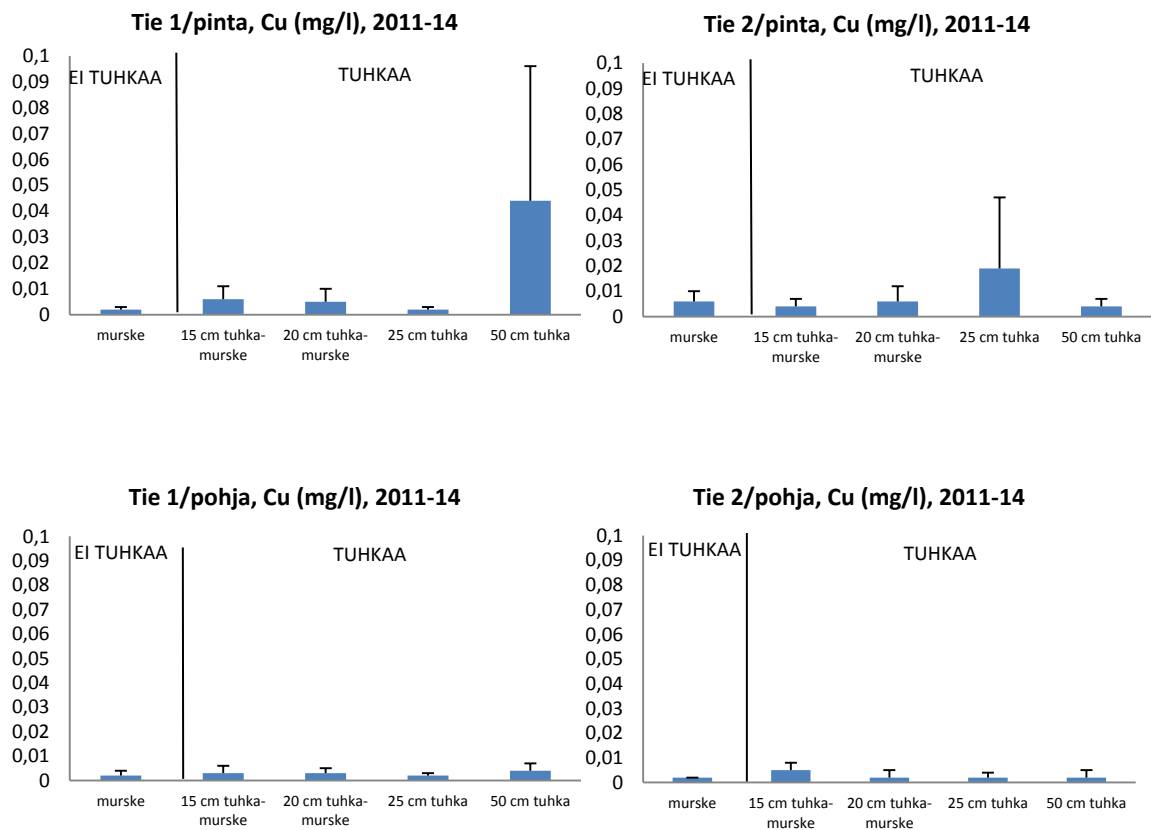 Tie 1/pinta, Cu (mg/l), 2011-14
0,1
0,09
0,08
0,07
0,06
0,05
0,04
0,03
0,02
0,01
0
EI TUHKAA
TUHKAA
murske
15 cm tuhka-
murske
20 cm tuhka-
murske
25 cm tuhka
50 cm tuhka
Tie 2/pinta, Cu (mg/l), 2011-14
0,1
0,09
0,08
0,07
0,06
0,05
0,04
0,03
0,02
0,01
0
EI TUHKAA
TUHKAA
murske
15 cm tuhka-
murske
20 cm tuhka-
murske
25 cm tuhka
50 cm tuhka
Tie 1/pohja, Cu (mg/l), 2011-14
0,1
0,09
0,08
0,07
0,06
0,05
0,04
0,03
0,02
0,01
0
EI TUHKAA
TUHKAA
murske
15 cm tuhka-
murske
20 cm tuhka-
murske
25 cm tuhka
50 cm tuhka
Tie 2/pohja, Cu (mg/l), 2011-14
0,1
0,09
0,08
0,07
0,06
0,05
0,04
0,03
0,02
0,01
0
EI TUHKAA
TUHKAA
murske
15 cm tuhka-
murske
20 cm tuhka-
murske
25 cm tuhka
50 cm tuhka